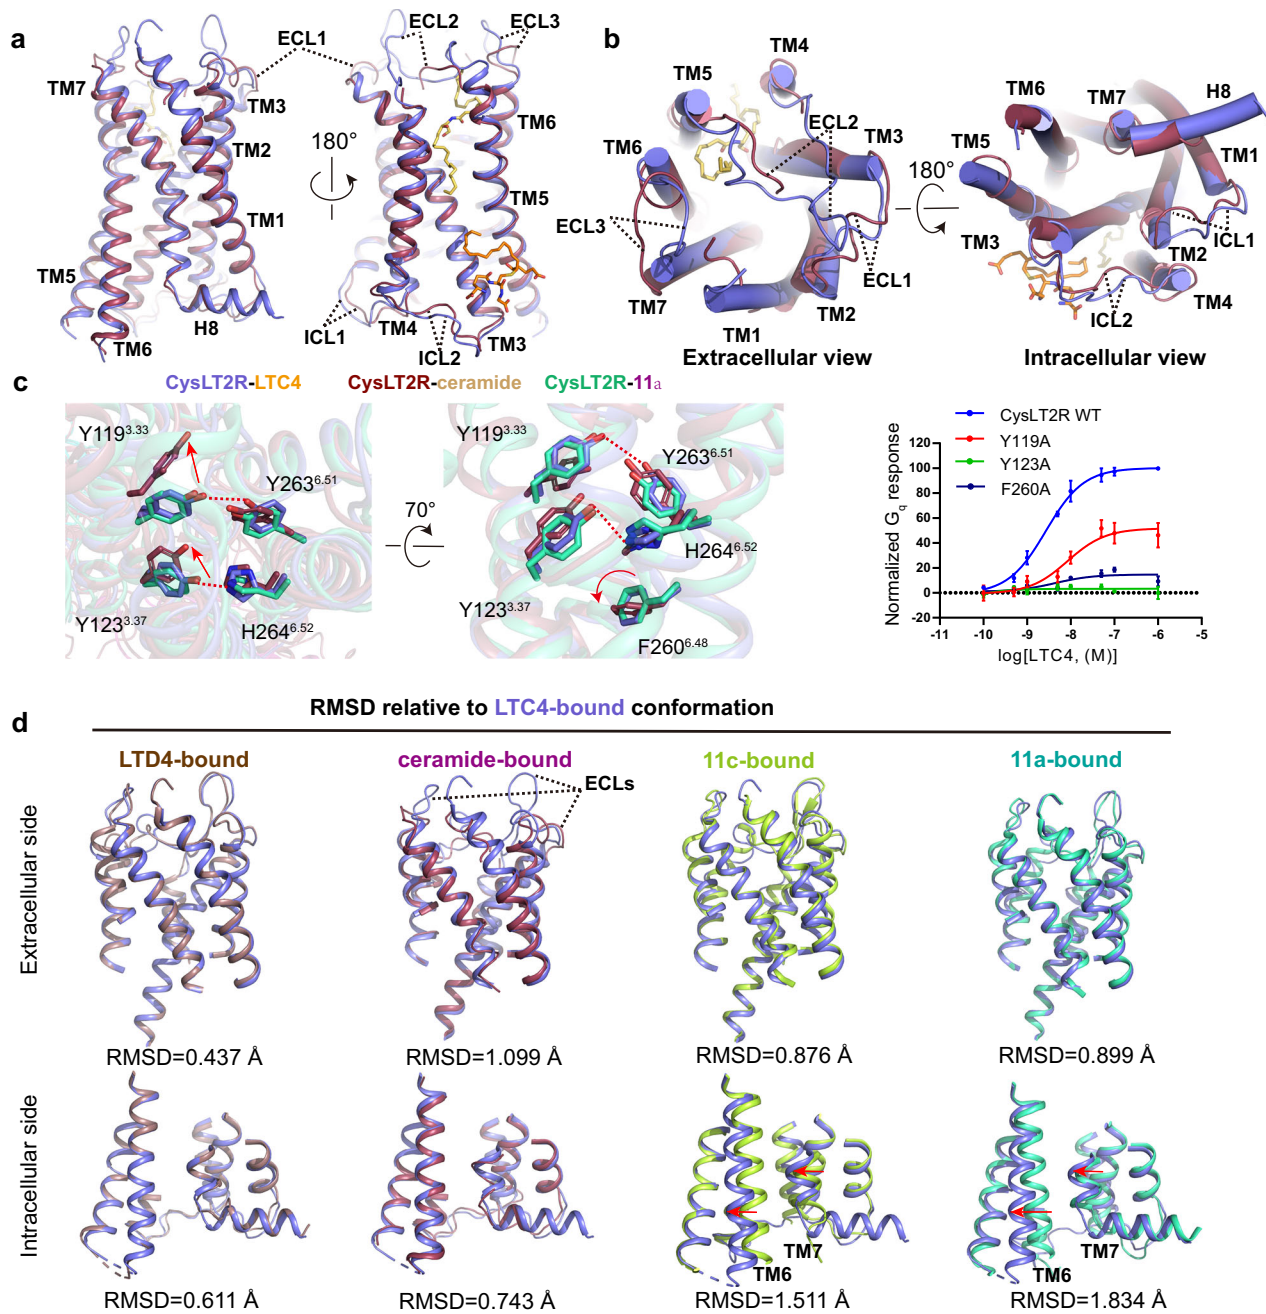 a
ECL1
ECL2
ECL3
TM7
TM3
TM2
TM1
TM5
H8
TM6
180°
TM6
TM5
ICL1
TM4
ICL2
TM3
b
TM4
TM5
ECL2
TM3
TM6
ECL3
ECL1
TM7
TM2
TM1
Extracellular view
180°
TM6
TM7
H8
TM5
TM1
TM3
TM2
ICL1
TM4
ICL2
Intracellular view
c
CysLT2R-LTC4
CysLT2R-ceramide
CysLT2R-11a
Y119³·³³
Y263⁶·⁵¹
Y123³·³⁷
H264⁶·⁵²
70°
Y119³·³³
Y263⁶·⁵¹
H264⁶·⁵²
Y123³·³⁷
F260⁶·⁴⁸
CysLT2R WT
Y119A
Y123A
F260A
Normalized Gq response
120
100
80
60
40
20
0
-20
-11 -10 -9 -8 -7 -6 -5
log[LTC4, (M)]
RMSD relative to LTC4-bound conformation
d
LTD4-bound
ceramide-bound
11c-bound
11a-bound
ECLs
Extracellular side
RMSD=0.437 Å
RMSD=1.099 Å
RMSD=0.876 Å
RMSD=0.899 Å
Intracellular side
TM7
TM6
TM7
TM6
RMSD=0.611 Å
RMSD=0.743 Å
RMSD=1.511 Å
RMSD=1.834 Å